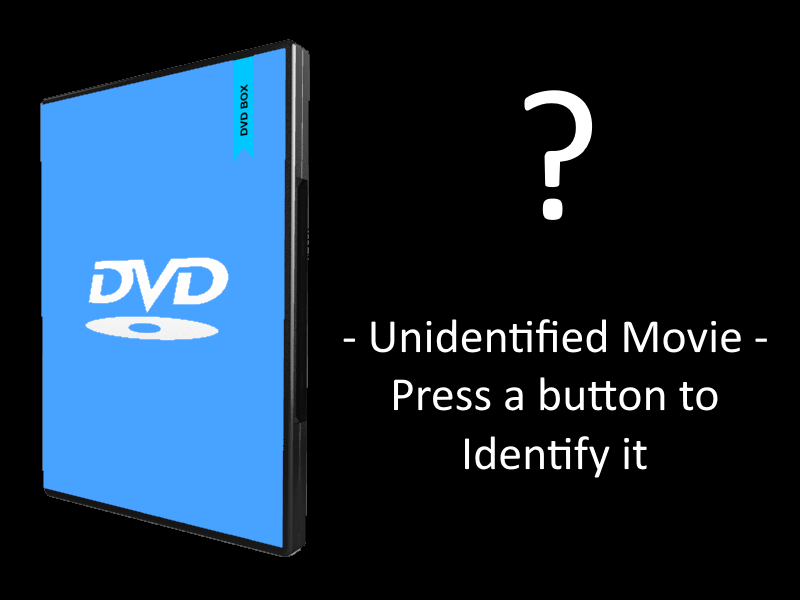 DVD BOX
DVD
?
- Unidentified Movie -
Press a button to
Identify it